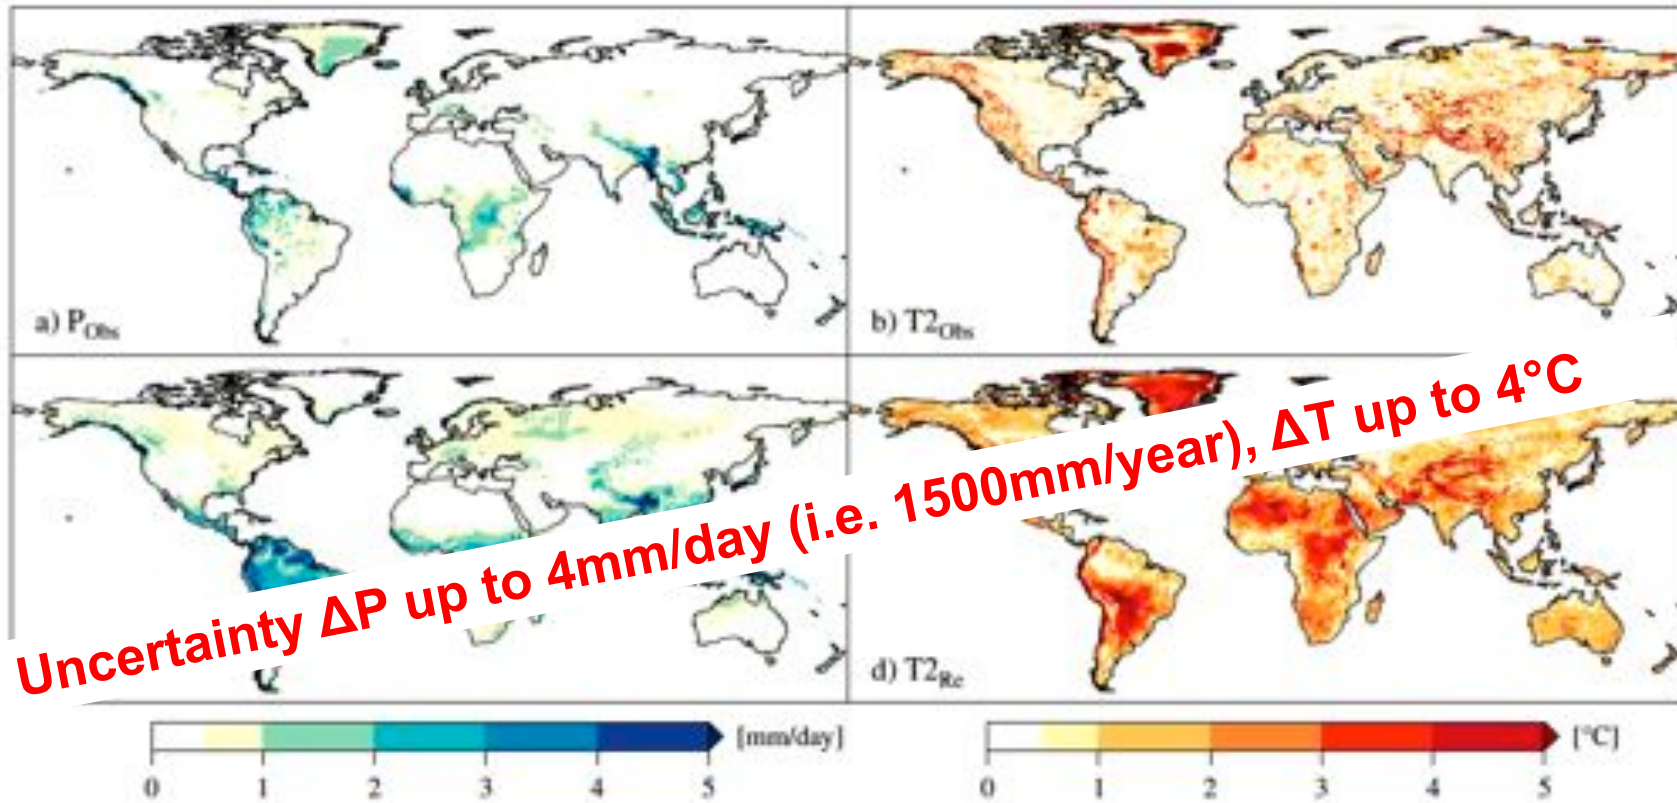 a) P_Obs
b) T2_Obs
Uncertainty ΔP up to 4mm/day (i.e. 1500mm/year), ΔT up to 4°C
d) T2_Re
[mm/day]
0 1 2 3 4 5
[°C]
0 1 2 3 4 5